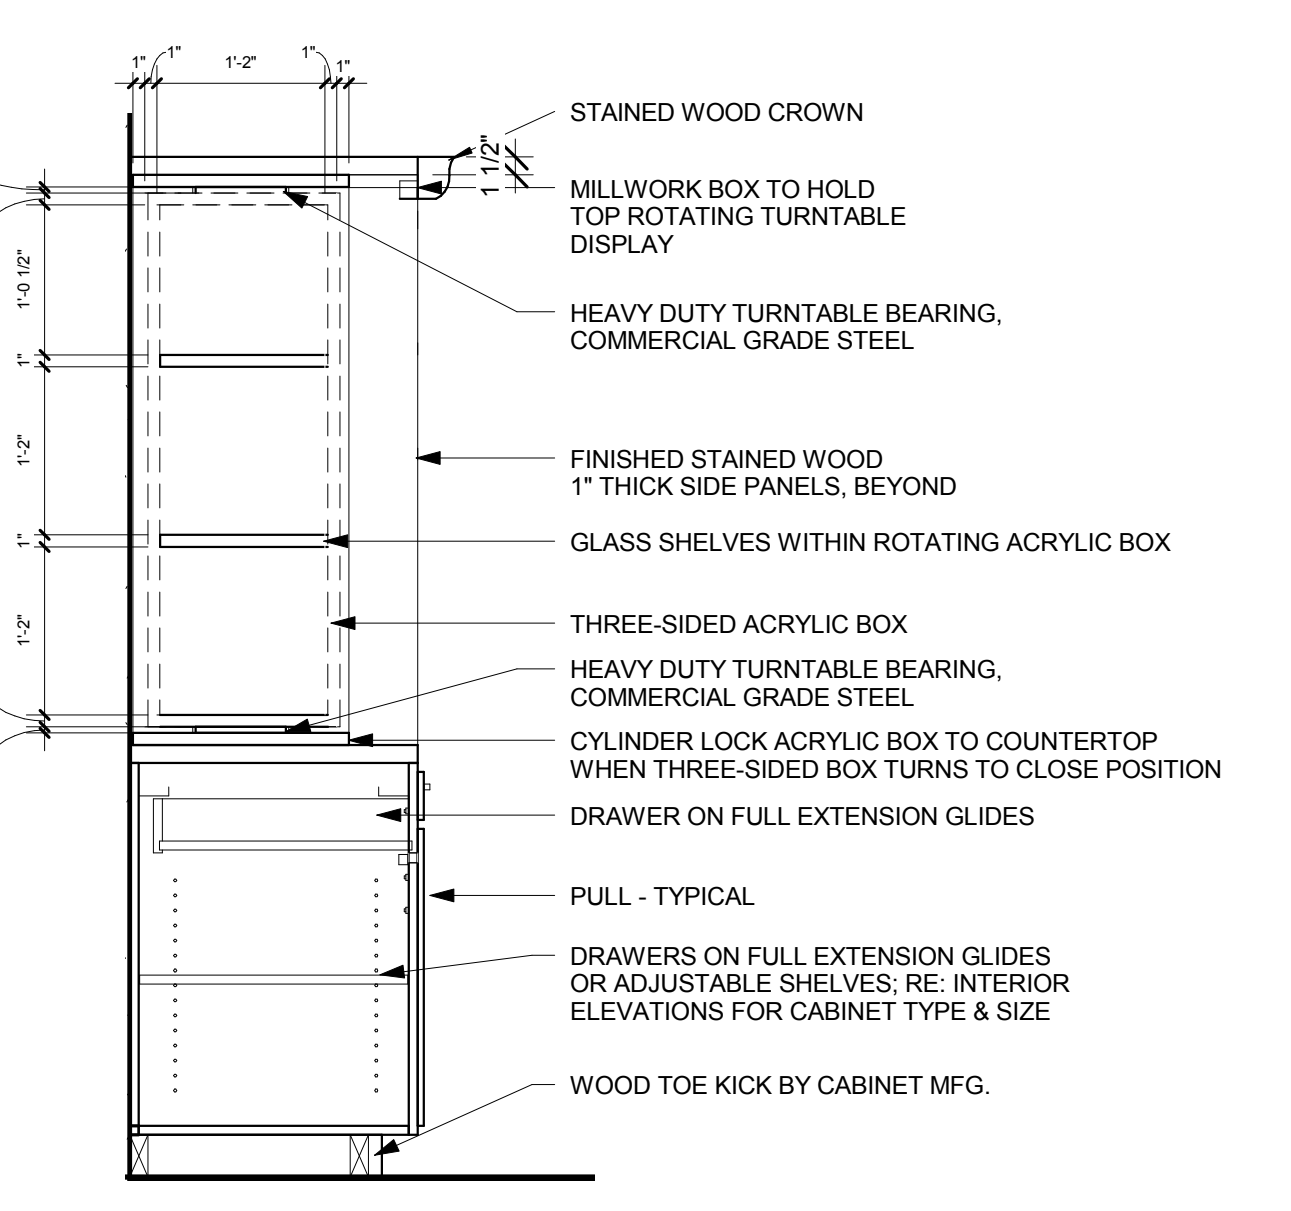 1"
1"
1'-2"
1"
1"
STAINED WOOD CROWN
1 1/2"
MILLWORK BOX TO HOLD
TOP ROTATING TURNTABLE
DISPLAY
1'-0 1/2"
HEAVY DUTY TURNTABLE BEARING,
COMMERCIAL GRADE STEEL
1"
1'-2"
FINISHED STAINED WOOD
1" THICK SIDE PANELS, BEYOND
1"
GLASS SHELVES WITHIN ROTATING ACRYLIC BOX
1'-2"
THREE-SIDED ACRYLIC BOX
HEAVY DUTY TURNTABLE BEARING,
COMMERCIAL GRADE STEEL
CYLINDER LOCK ACRYLIC BOX TO COUNTERTOP
WHEN THREE-SIDED BOX TURNS TO CLOSE POSITION
DRAWER ON FULL EXTENSION GLIDES
PULL - TYPICAL
DRAWERS ON FULL EXTENSION GLIDES
OR ADJUSTABLE SHELVES; RE: INTERIOR
ELEVATIONS FOR CABINET TYPE & SIZE
WOOD TOE KICK BY CABINET MFG.